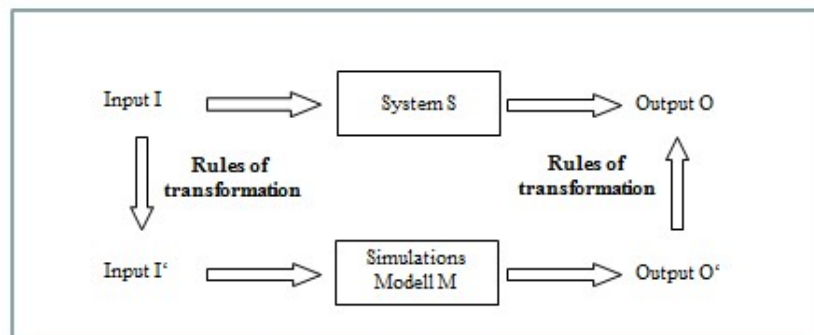 Input I
System S
Output O
Rules of
transformation
Rules of
transformation
Input I‘
Simulations
Modell M
Output O‘